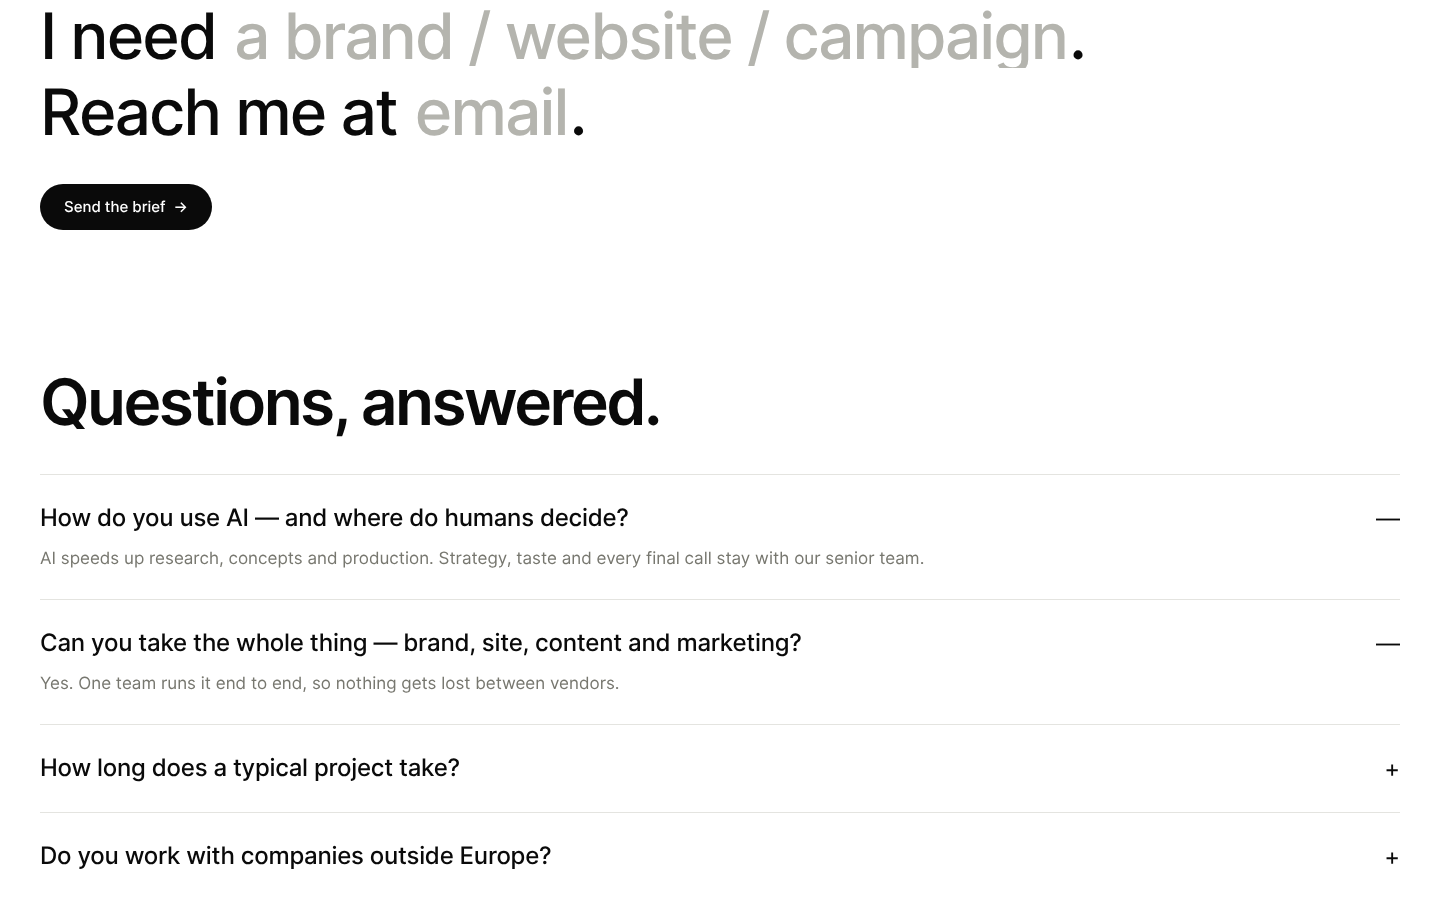 I need a brand / website / campaign.
Reach me at email.
Send the brief →
Questions, answered.
How do you use AI — and where do humans decide? —
AI speeds up research, concepts and production. Strategy, taste and every final call stay with our senior team.
Can you take the whole thing — brand, site, content and marketing? —
Yes. One team runs it end to end, so nothing gets lost between vendors.
How long does a typical project take? +
Do you work with companies outside Europe? +